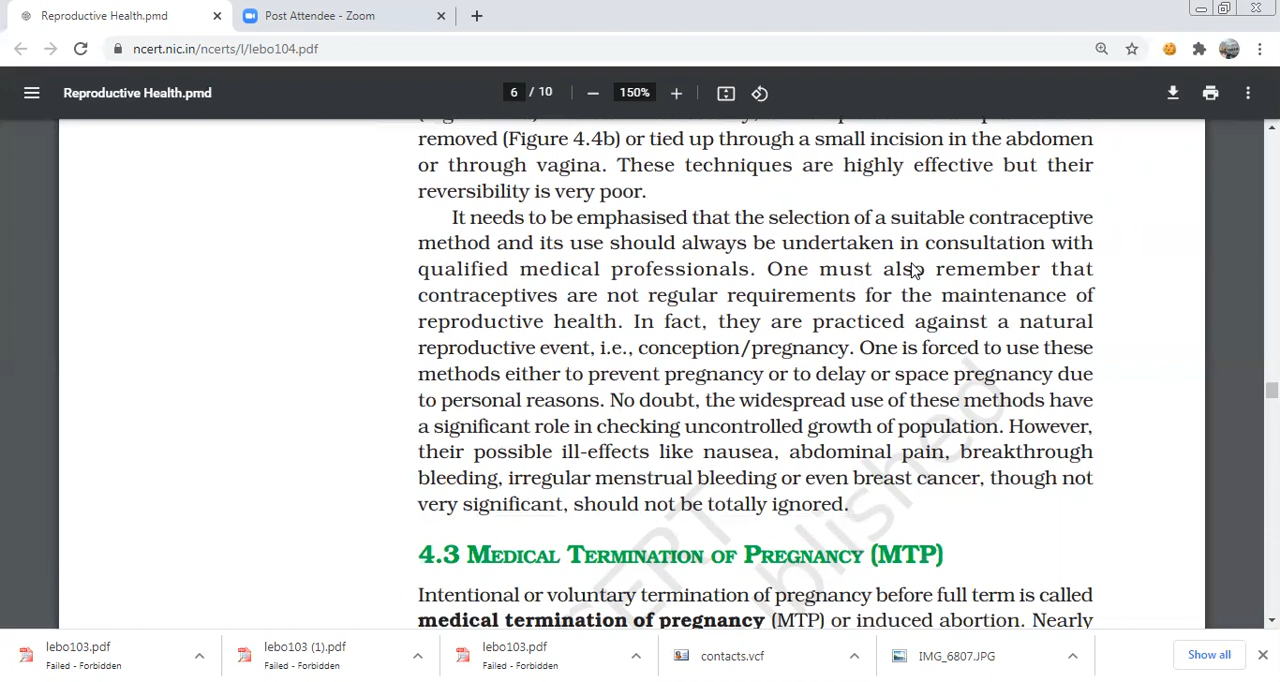 Reproductive Health.pmd
Post Attendee - Zoom
ncert.nic.in/ncerts/l/lebo104.pdf
Reproductive Health.pmd
6 / 10
150%
removed (Figure 4.4b) or tied up through a small incision in the abdomen
or through vagina. These techniques are highly effective but their
reversibility is very poor.
It needs to be emphasised that the selection of a suitable contraceptive
method and its use should always be undertaken in consultation with
qualified medical professionals. One must also remember that
contraceptives are not regular requirements for the maintenance of
reproductive health. In fact, they are practiced against a natural
reproductive event, i.e., conception/pregnancy. One is forced to use these
methods either to prevent pregnancy or to delay or space pregnancy due
to personal reasons. No doubt, the widespread use of these methods have
a significant role in checking uncontrolled growth of population. However,
their possible ill-effects like nausea, abdominal pain, breakthrough
bleeding, irregular menstrual bleeding or even breast cancer, though not
very significant, should not be totally ignored.
4.3 MEDICAL TERMINATION OF PREGNANCY (MTP)
Intentional or voluntary termination of pregnancy before full term is called
medical termination of pregnancy (MTP) or induced abortion. Nearly
lebo103.pdf
Failed - Forbidden
lebo103 (1).pdf
Failed - Forbidden
lebo103.pdf
Failed - Forbidden
contacts.vcf
IMG_6807.JPG
Show all